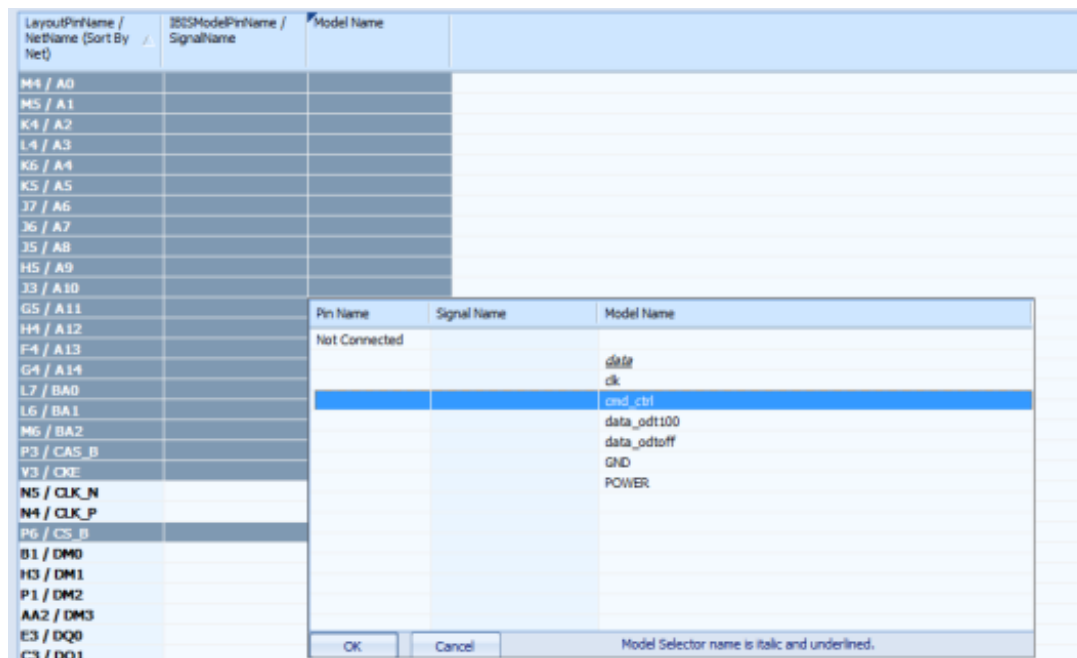 LayoutPinName /
NetName (Sort By
Net)
IBISModelPinName /
SignalName
Model Name
M4 / A0
M5 / A1
K4 / A2
L4 / A3
K6 / A4
K5 / A5
J7 / A6
J6 / A7
J5 / A8
H5 / A9
J3 / A10
G5 / A11
H4 / A12
F4 / A13
G4 / A14
L7 / BA0
L6 / BA1
M6 / BA2
P3 / CAS_B
V3 / CKE
N5 / CLK_N
N4 / CLK_P
P6 / CS_B
B1 / DM0
H3 / DM1
P1 / DM2
AA2 / DM3
E3 / DQ0
C3 / DQ1
Pin Name Signal Name Model Name
Not Connected
data
clk
cmd_ctrl
data_odt100
data_odtoff
GND
POWER
OK Cancel Model Selector name is italic and underlined.